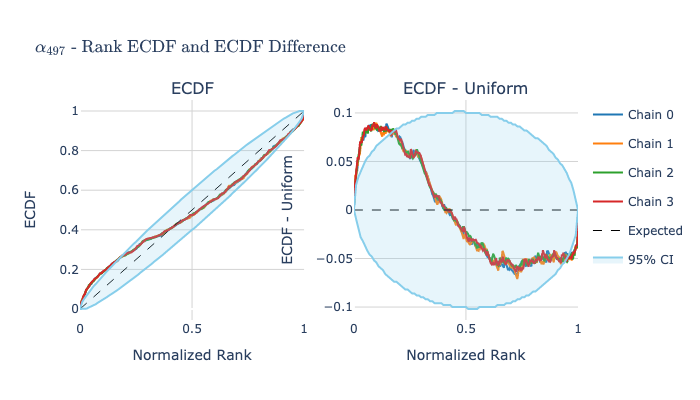 α497 - Rank ECDF and ECDF Difference
ECDF
ECDF - Uniform
1
0.8
0.6
0.4
0.2
0
0
0.5
1
ECDF
Normalized Rank
0.1
0.05
0
−0.05
−0.1
0
0.5
1
ECDF - Uniform
Normalized Rank
Chain 0
Chain 1
Chain 2
Chain 3
Expected
95% CI